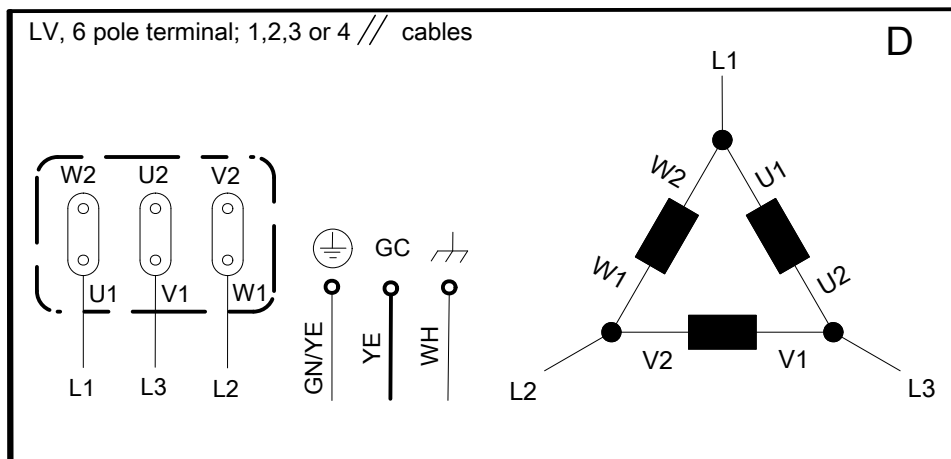 LV, 6 pole terminal; 1,2,3 or 4 // cables
D
L1
W2 U2 V2
W2 U1
GC
U1 V1 W1
W1 U2
GN/YE YE WH
V2 V1
L1 L3 L2
L2 L3